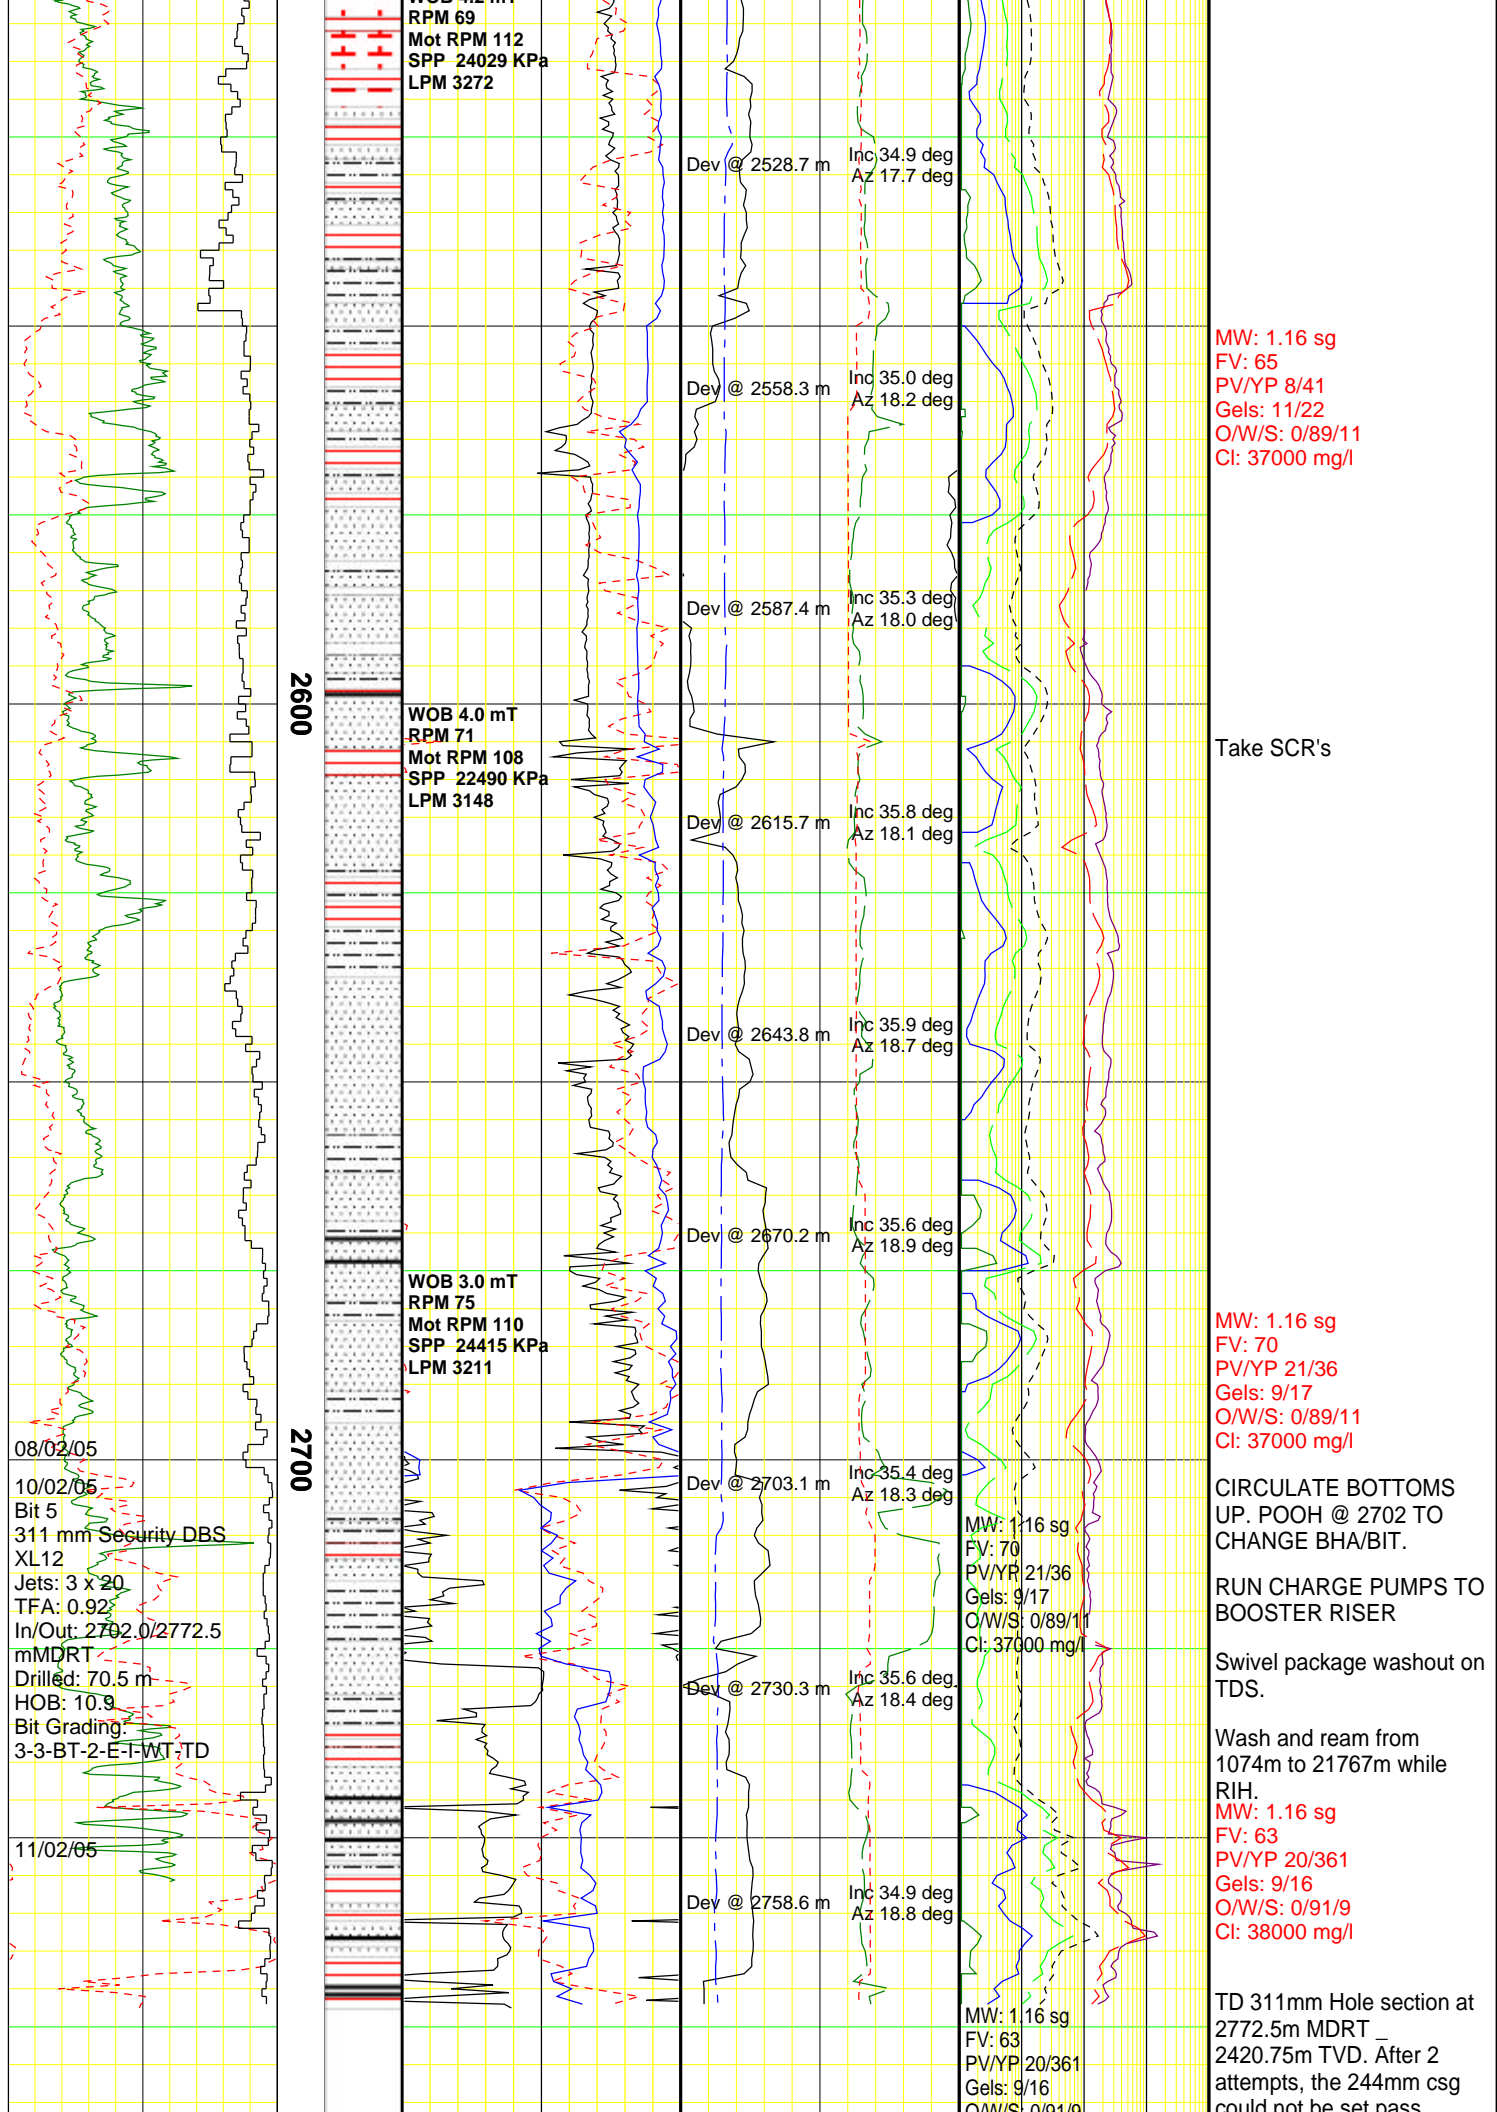 WOB 4.2 mT
RPM 69
Mot RPM 112
SPP 24029 KPa
LPM 3272
Dev @ 2528.7 m
Inc 34.9 deg
Az 17.7 deg
MW: 1.16 sg
FV: 65
PV/YP 8/41
Gels: 11/22
O/W/S: 0/89/11
Cl: 37000 mg/l
Dev @ 2558.3 m
Inc 35.0 deg
Az 18.2 deg
Dev @ 2587.4 m
Inc 35.3 deg
Az 18.0 deg
2600
WOB 4.0 mT
RPM 71
Mot RPM 108
SPP 22490 KPa
LPM 3148
Take SCR's
Dev @ 2615.7 m
Inc 35.8 deg
Az 18.1 deg
Dev @ 2643.8 m
Inc 35.9 deg
Az 18.7 deg
Dev @ 2670.2 m
Inc 35.6 deg
Az 18.9 deg
WOB 3.0 mT
RPM 75
Mot RPM 110
SPP 24415 KPa
LPM 3211
MW: 1.16 sg
FV: 70
PV/YP 21/36
Gels: 9/17
O/W/S: 0/89/11
Cl: 37000 mg/l
2700
08/02/05
10/02/05
Bit 5
311 mm Security DBS
XL12
Jets: 3 x 20
TFA: 0.92
In/Out: 2702.0/2772.5
mMDRT
Drilled: 70.5 m
HOB: 10.9
Bit Grading:
3-3-BT-2-E-I-WT-TD
11/02/05
Dev @ 2703.1 m
Inc 35.4 deg
Az 18.3 deg
MW: 1.16 sg
FV: 70
PV/YP 21/36
Gels: 9/17
O/W/S: 0/89/11
Cl: 37000 mg/l
CIRCULATE BOTTOMS
UP. POOH @ 2702 TO
CHANGE BHA/BIT.
RUN CHARGE PUMPS TO
BOOSTER RISER
Swivel package washout on
TDS.
Dev @ 2730.3 m
Inc 35.6 deg
Az 18.4 deg
Wash and ream from
1074m to 21767m while
RIH.
MW: 1.16 sg
FV: 63
PV/YP 20/361
Gels: 9/16
O/W/S: 0/91/9
Cl: 38000 mg/l
Dev @ 2758.6 m
Inc 34.9 deg
Az 18.8 deg
MW: 1.16 sg
FV: 63
PV/YP 20/361
Gels: 9/16
O/W/S: 0/91/9
TD 311mm Hole section at
2772.5m MDRT _
2420.75m TVD. After 2
attempts, the 244mm csg
could not be set pass